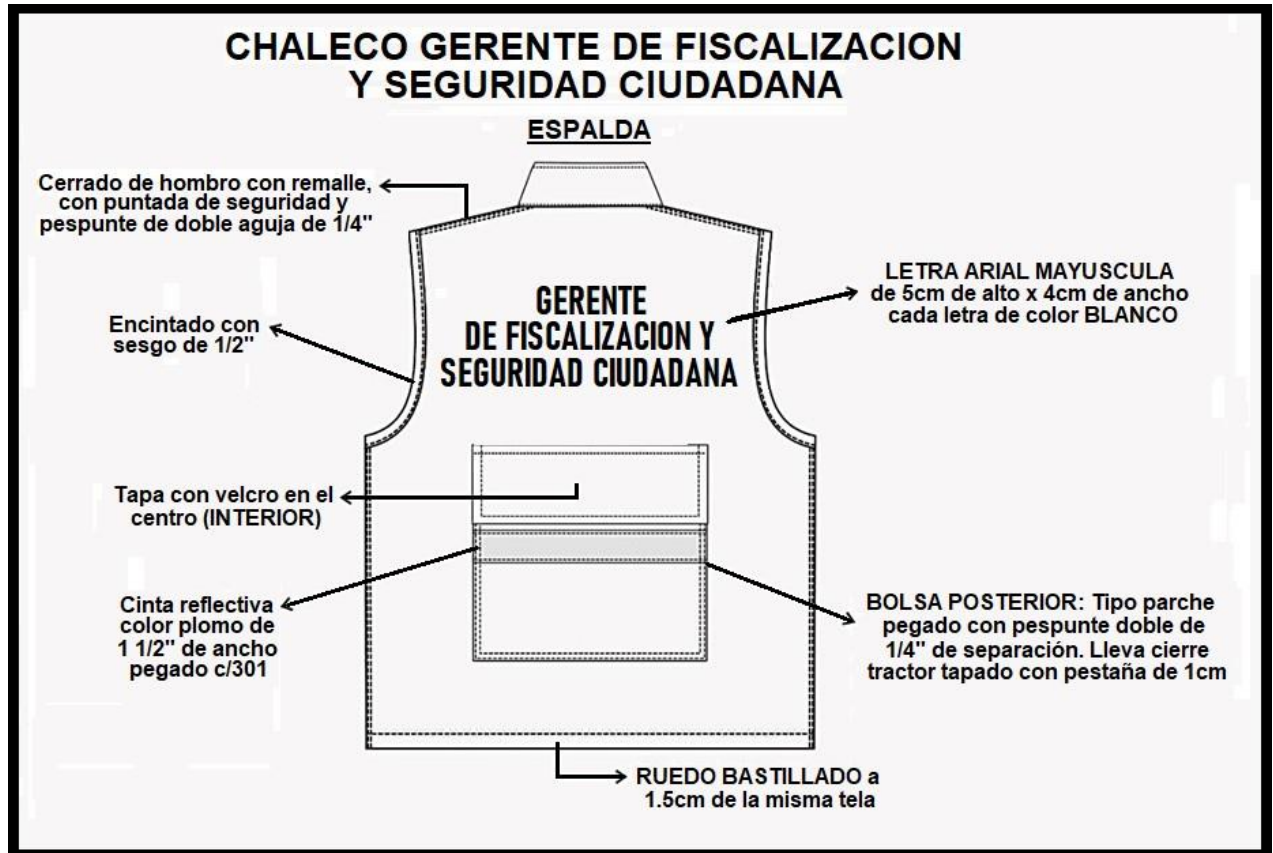 CHALECO GERENTE DE FISCALIZACION
Y SEGURIDAD CIUDADANA
ESPALDA
Cerrado de hombro con remalle,
con puntada de seguridad y
pespunte de doble aguja de 1/4"
LETRA ARIAL MAYUSCULA
de 5cm de alto x 4cm de ancho
cada letra de color BLANCO
GERENTE
DE FISCALIZACION Y
SEGURIDAD CIUDADANA
Encintado con
sesgo de 1/2"
Tapa con velcro en el
centro (INTERIOR)
Cinta reflectiva
color plomo de
1 1/2" de ancho
pegado c/301
BOLSA POSTERIOR: Tipo parche
pegado con pespunte doble de
1/4" de separación. Lleva cierre
tractor tapado con pestaña de 1cm
RUEDO BASTILLADO a
1.5cm de la misma tela